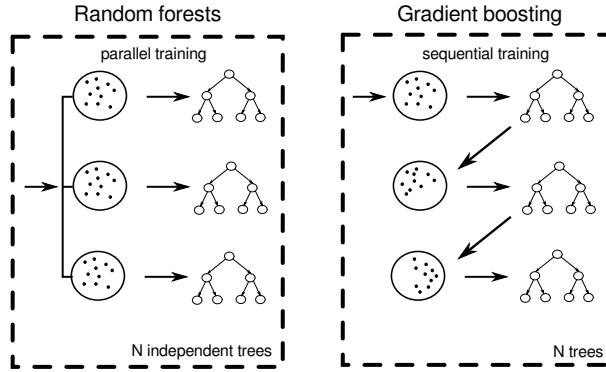 Random forests
parallel training
N independent trees
Gradient boosting
sequential training
N trees